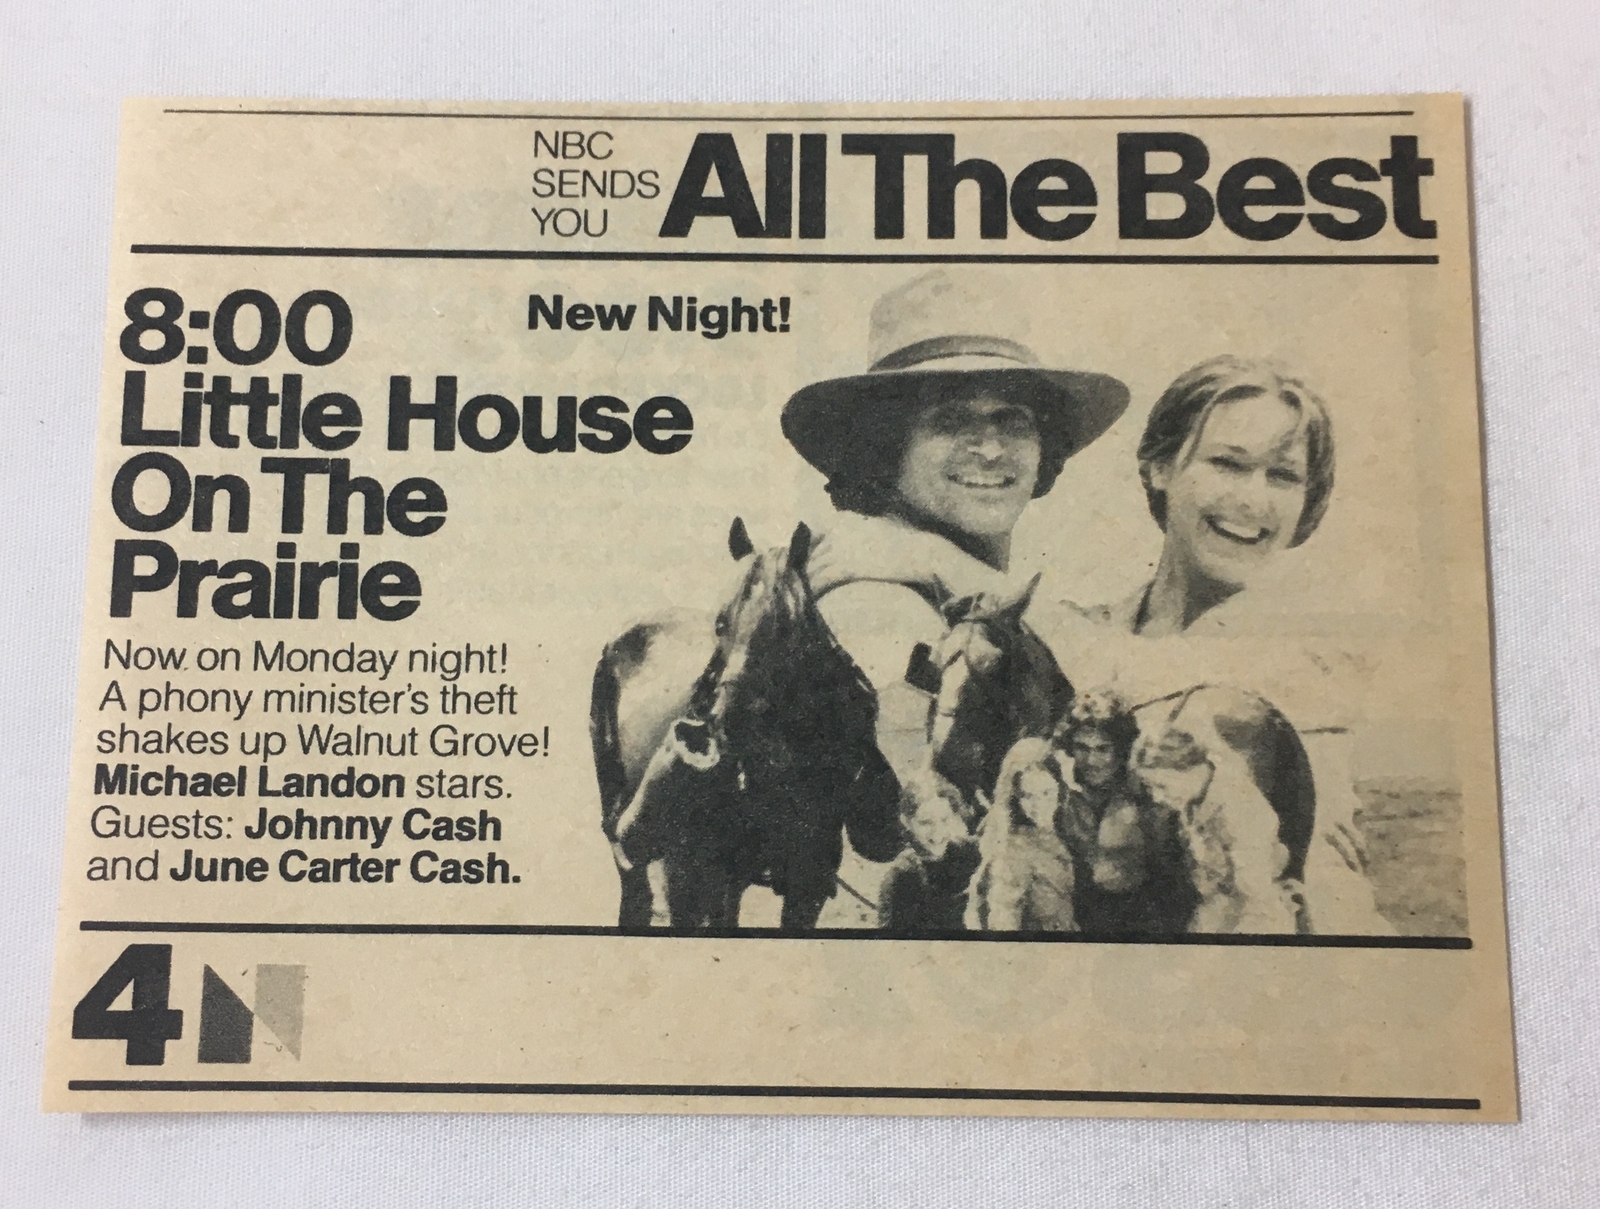 NBC
SENDS
YOU
All The Best
8:00
New Night!
Little House
On The
Prairie
Now on Monday night!
A phony minister's theft
shakes up Walnut Grove!
Michael Landon stars.
Guests: Johnny Cash
and June Carter Cash.
4N